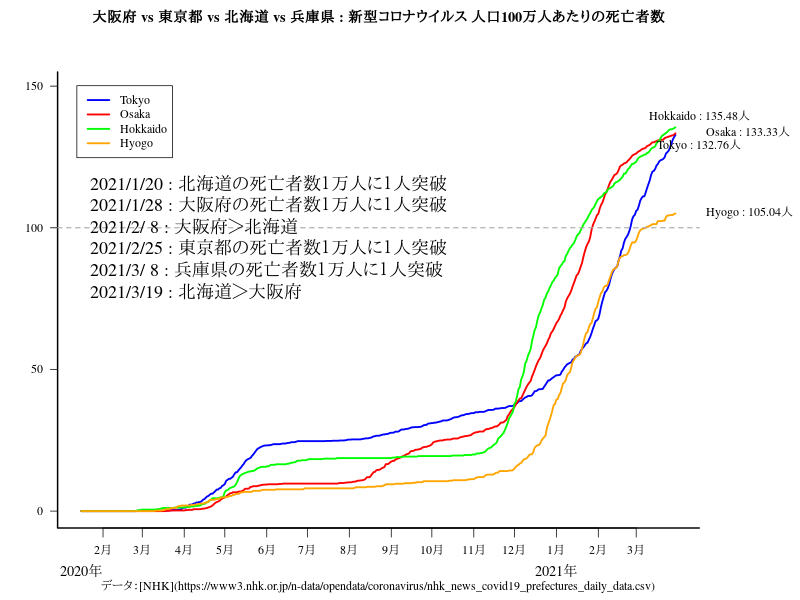 大阪府 vs 東京都 vs 北海道 vs 兵庫県 : 新型コロナウイルス 人口100万人あたりの死亡者数
150
Tokyo
Osaka
Hokkaido
Hyogo
Hokkaido : 135.48人
Osaka : 133.33人
Tokyo : 132.76人
2021/1/20 : 北海道の死亡者数1万人に1人突破
2021/1/28 : 大阪府の死亡者数1万人に1人突破
2021/2/ 8 : 大阪府＞北海道
2021/2/25 : 東京都の死亡者数1万人に1人突破
2021/3/ 8 : 兵庫県の死亡者数1万人に1人突破
2021/3/19 : 北海道＞大阪府
Hyogo : 105.04人
100
50
0
2月 3月 4月 5月 6月 7月 8月 9月 10月 11月 12月 1月 2月 3月
2020年 2021年
データ：[NHK](https://www3.nhk.or.jp/n-data/opendata/coronavirus/nhk_news_covid19_prefectures_daily_data.csv)